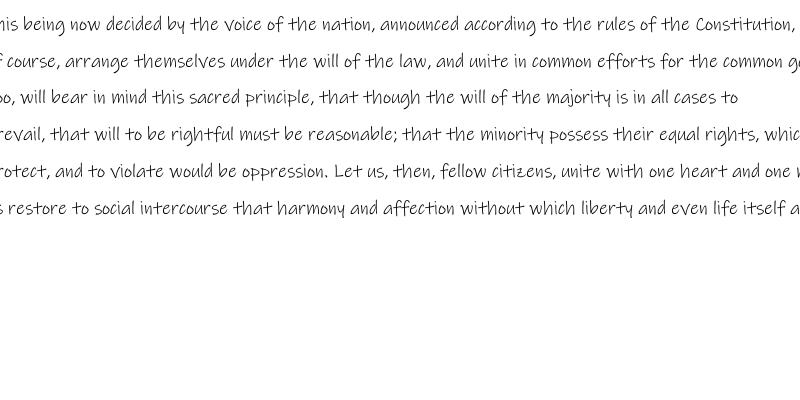 his being now decided by the voice of the nation, announced according to the rules of the Constitution,
f course, arrange themselves under the will of the law, and unite in common efforts for the common
oo, will bear in mind this sacred principle, that though the will of the majority is in all cases to
revail, that will to be rightful must be reasonable; that the minority possess their equal rights, whic
rotect, and to violate would be oppression. Let us, then, fellow citizens, unite with one heart and one
s restore to social intercourse that harmony and affection without which liberty and even life itself a